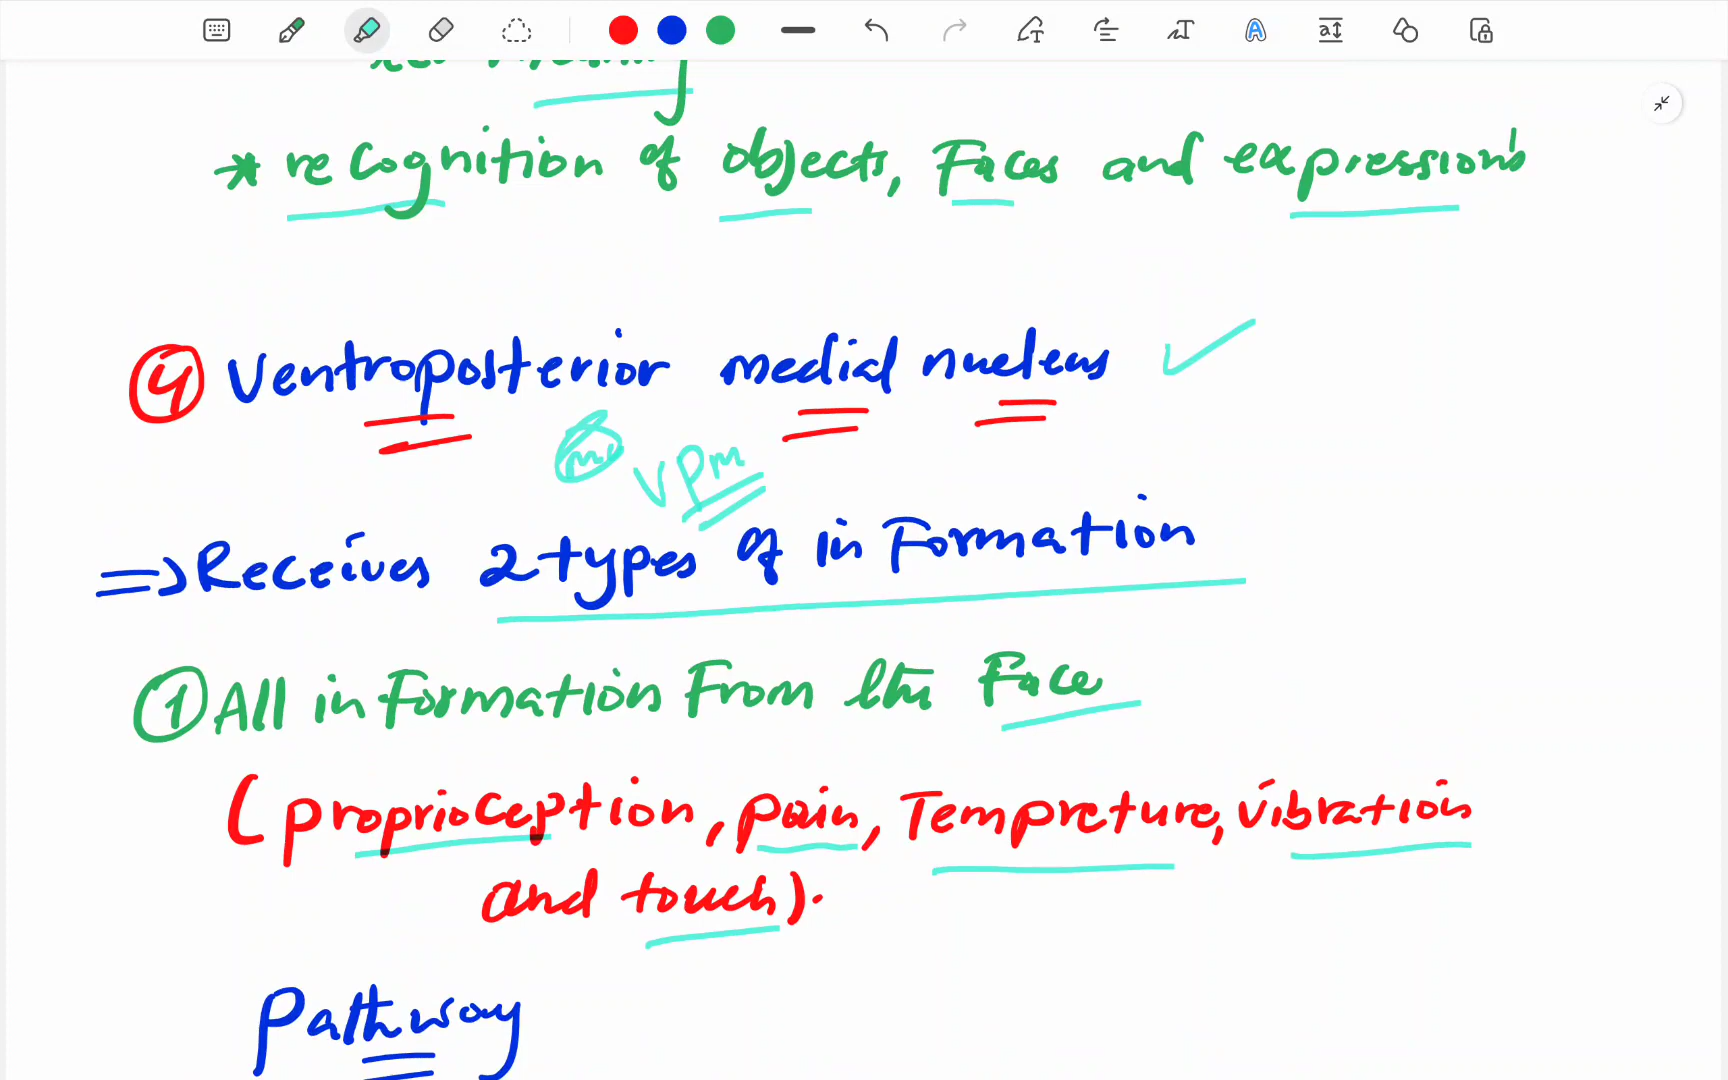 * recognition of objects, Faces and expressions
4 Ventroposterior medial nucleus ✓
m
VPM
=> Receives 2 types of information
1 All information From the Face
(proprioception, pain, Tempreture, vibration
and touch).
Pathway